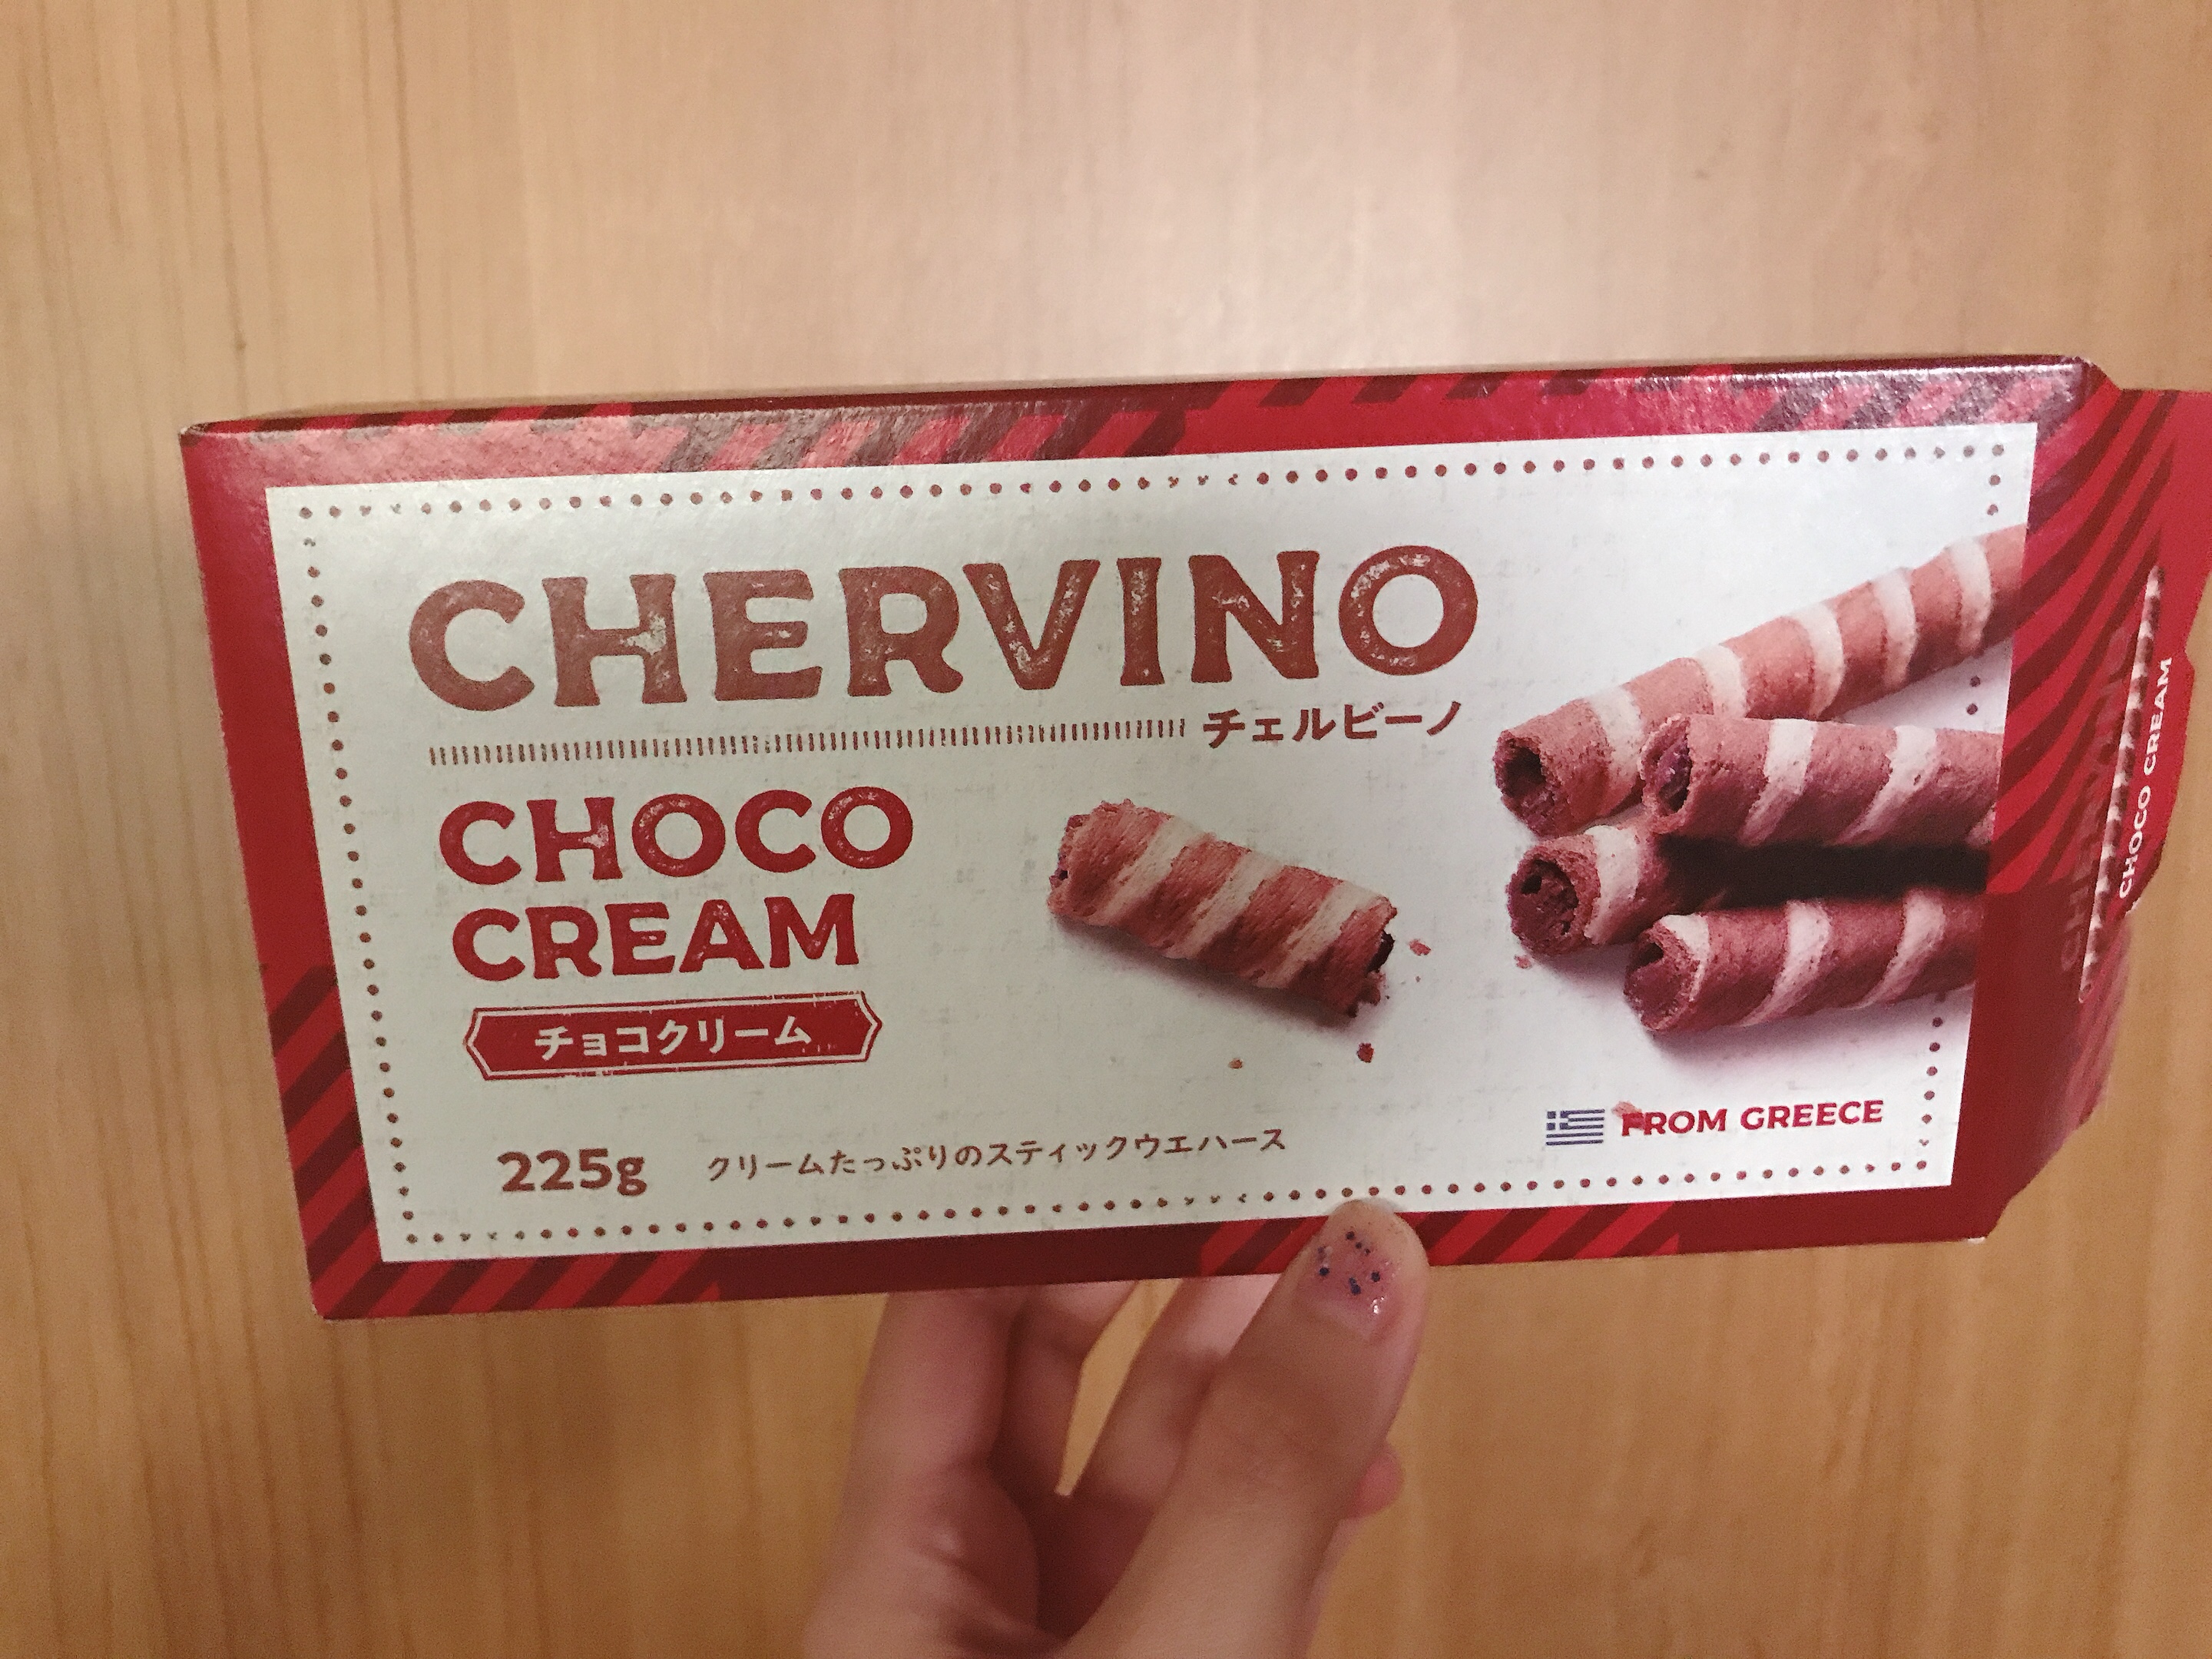 CHERVINO
チェルビーノ
CHOCO
CREAM
チョコクリーム
225g クリームたっぷりのスティックウエハース
FROM GREECE
CHERVINO
CHOCO CREAM